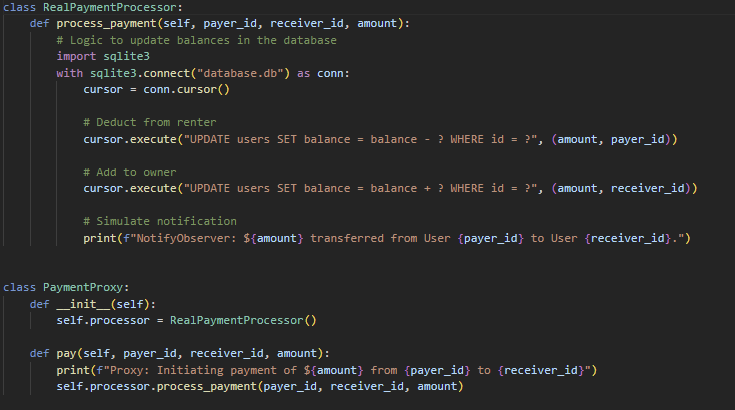 class RealPaymentProcessor:
    def process_payment(self, payer_id, receiver_id, amount):
        # Logic to update balances in the database
        import sqlite3
        with sqlite3.connect("database.db") as conn:
            cursor = conn.cursor()

            # Deduct from renter
            cursor.execute("UPDATE users SET balance = balance - ? WHERE id = ?", (amount, payer_id))

            # Add to owner
            cursor.execute("UPDATE users SET balance = balance + ? WHERE id = ?", (amount, receiver_id))

            # Simulate notification
            print(f"NotifyObserver: ${amount} transferred from User {payer_id} to User {receiver_id}.")


class PaymentProxy:
    def __init__(self):
        self.processor = RealPaymentProcessor()

    def pay(self, payer_id, receiver_id, amount):
        print(f"Proxy: Initiating payment of ${amount} from {payer_id} to {receiver_id}")
        self.processor.process_payment(payer_id, receiver_id, amount)